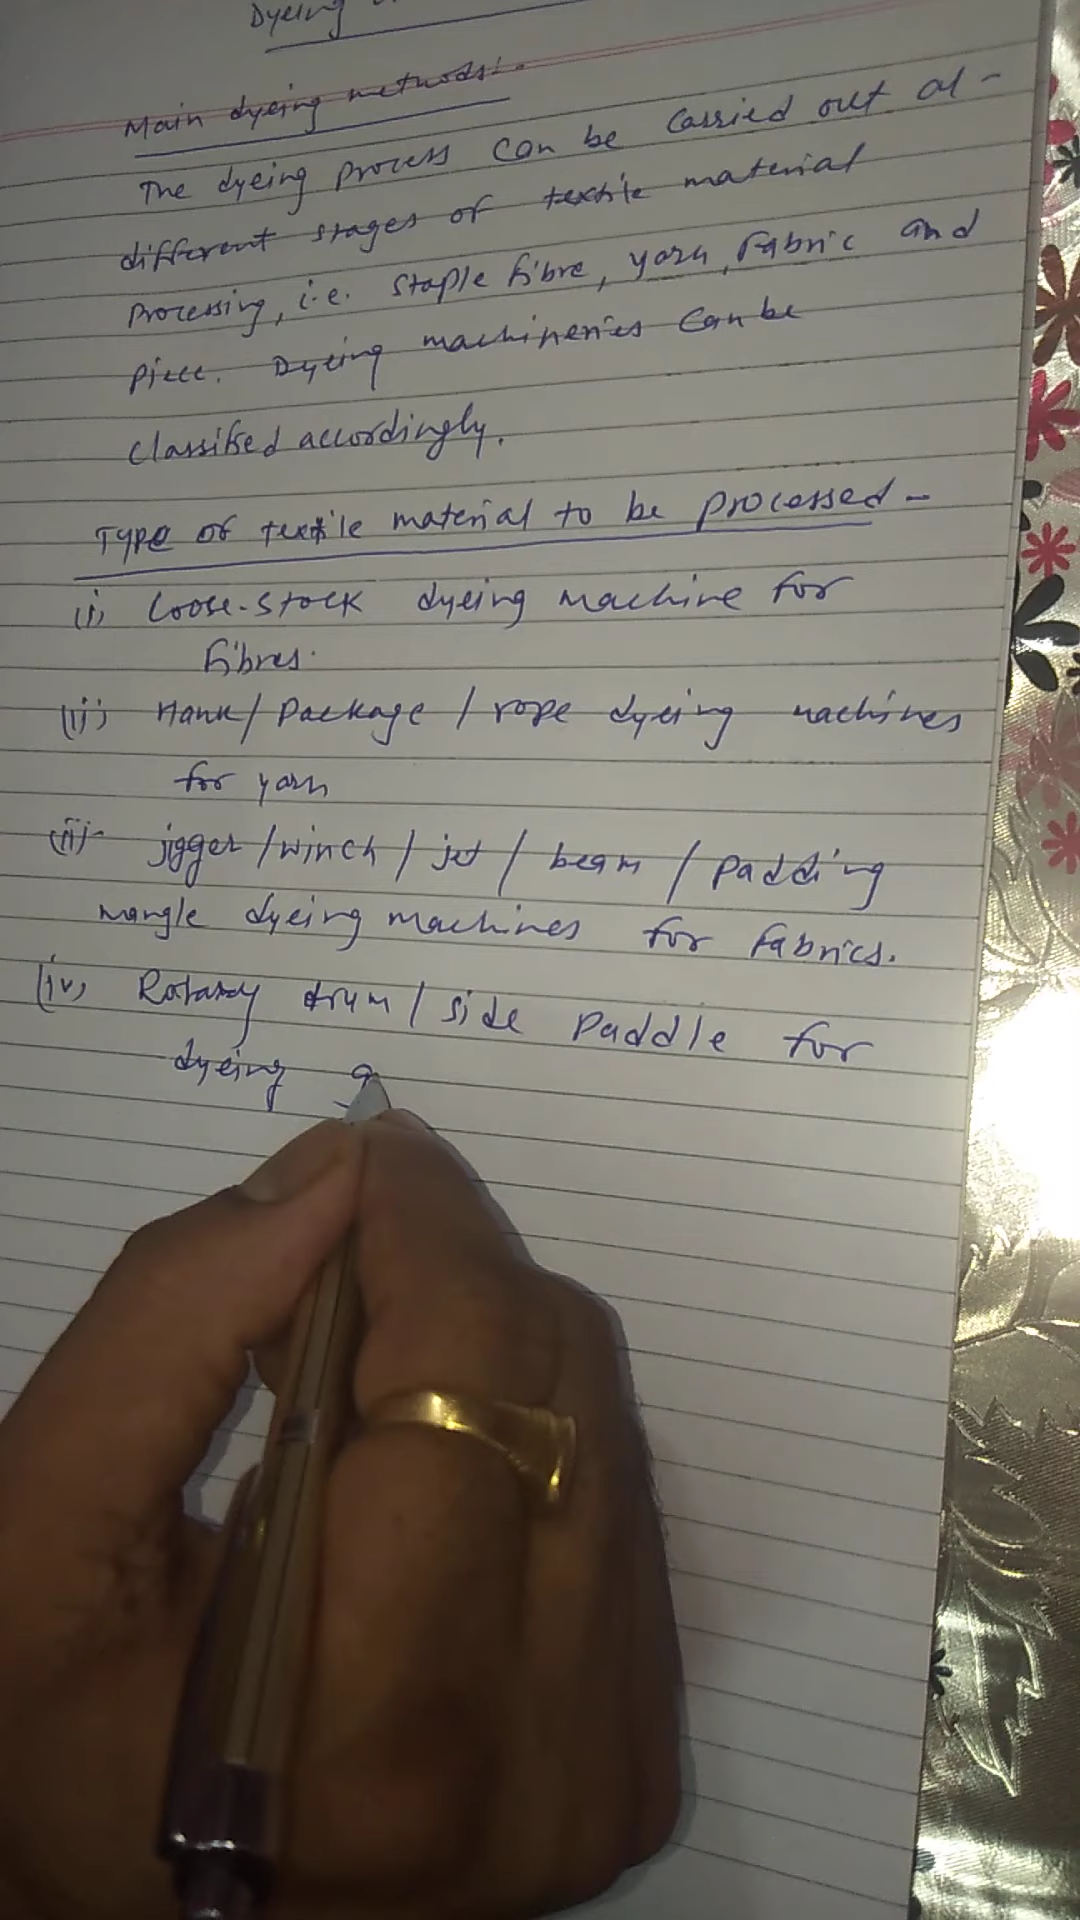 Dyeing
Main dyeing methods:-
The dyeing process can be carried out at -
different stages of textile material
processing, i.e. staple fibre, yarn, fabric and
piece. Dyeing machineries can be
classified accordingly.
Type of textile material to be processed -
(i) Loose-stock dyeing machine for
fibres.
(ii) Hank/Package/rope dyeing machines
for yarn
(iii) jigger/winch/jet/beam/padding
mangle dyeing machines for fabrics.
(iv) Rotary drum/side paddle for
dyeing g